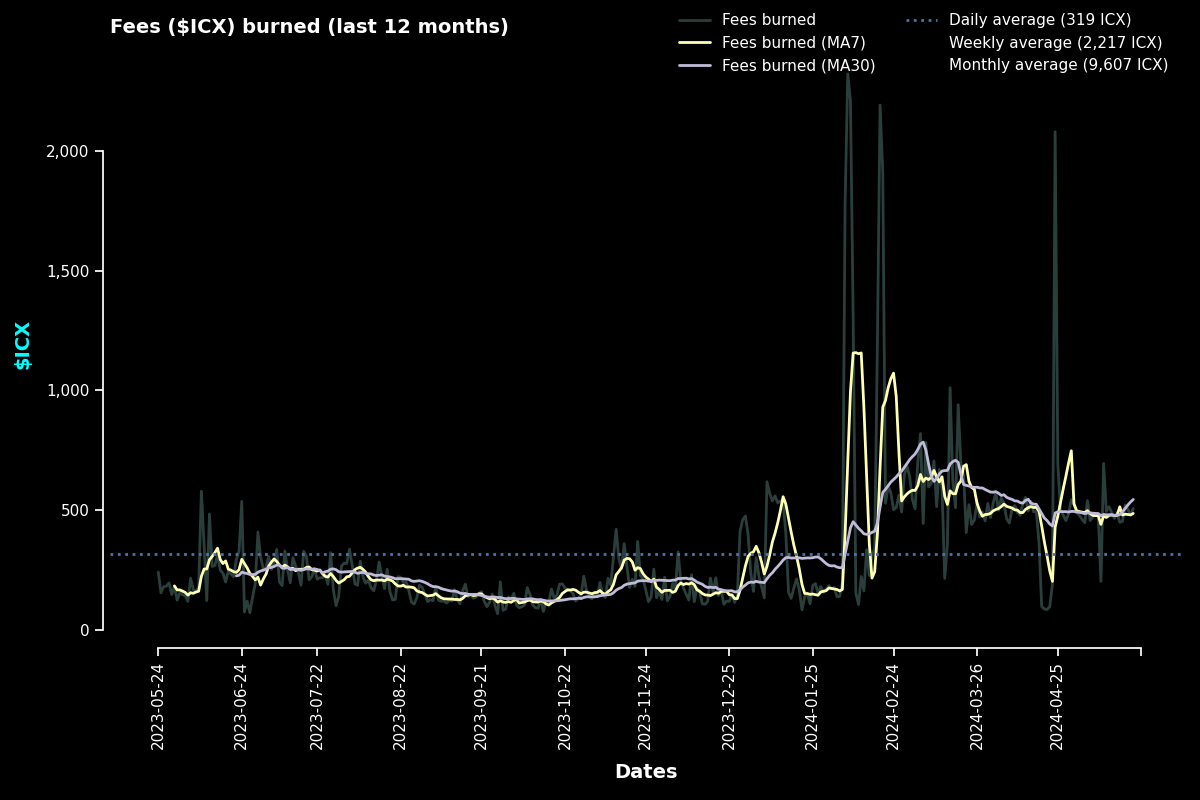 Fees ($ICX) burned (last 12 months)
Fees burned
Fees burned (MA7)
Fees burned (MA30)
Daily average (319 ICX)
Weekly average (2,217 ICX)
Monthly average (9,607 ICX)
$ICX
2,000
1,500
1,000
500
0
2023-05-24
2023-06-24
2023-07-22
2023-08-22
2023-09-21
2023-10-22
2023-11-24
2023-12-25
2024-01-25
2024-02-24
2024-03-26
2024-04-25
Dates